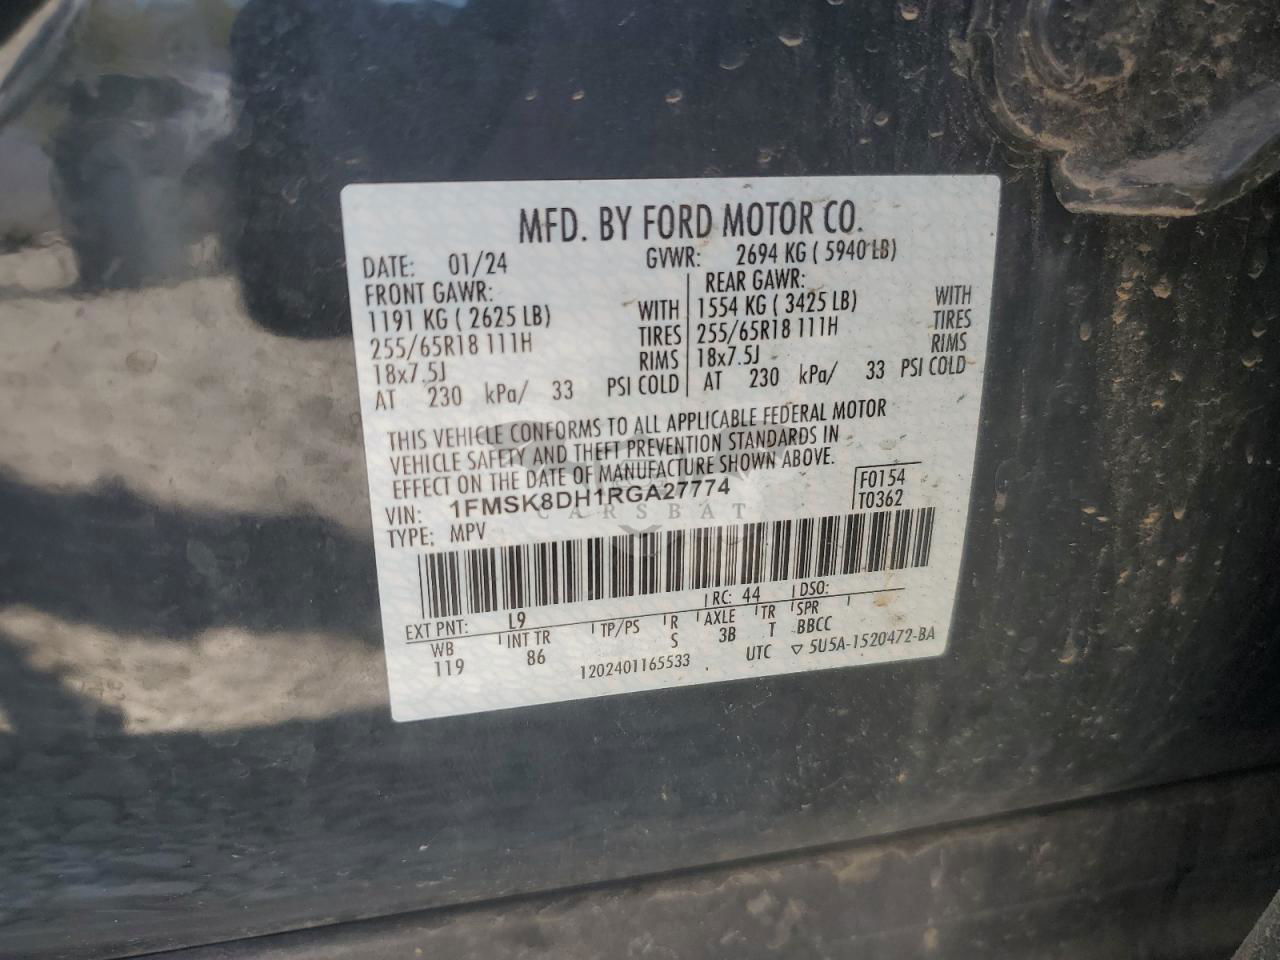 MFD. BY FORD MOTOR CO.
DATE: 01/24 GVWR: 2694 KG ( 5940 LB)
FRONT GAWR: REAR GAWR:
1191 KG ( 2625 LB) WITH 1554 KG ( 3425 LB) WITH
255/65R18 111H TIRES 255/65R18 111H TIRES
18x7.5J RIMS 18x7.5J RIMS
AT 230 kPa/ 33 PSI COLD AT 230 kPa/ 33 PSI COLD
THIS VEHICLE CONFORMS TO ALL APPLICABLE FEDERAL MOTOR
VEHICLE SAFETY AND THEFT PREVENTION STANDARDS IN
EFFECT ON THE DATE OF MANUFACTURE SHOWN ABOVE.
VIN: 1FMSK8DH1RGA27774 F0154
TYPE: MPV T0362
CARSBAT
RC: 44 DSO:
EXT PNT: L9
WB INT TR TP/PS R AXLE TR SPR
119 86 S 3B T BBCC
1202401165533 UTC ▽ 5U5A-1520472-BA